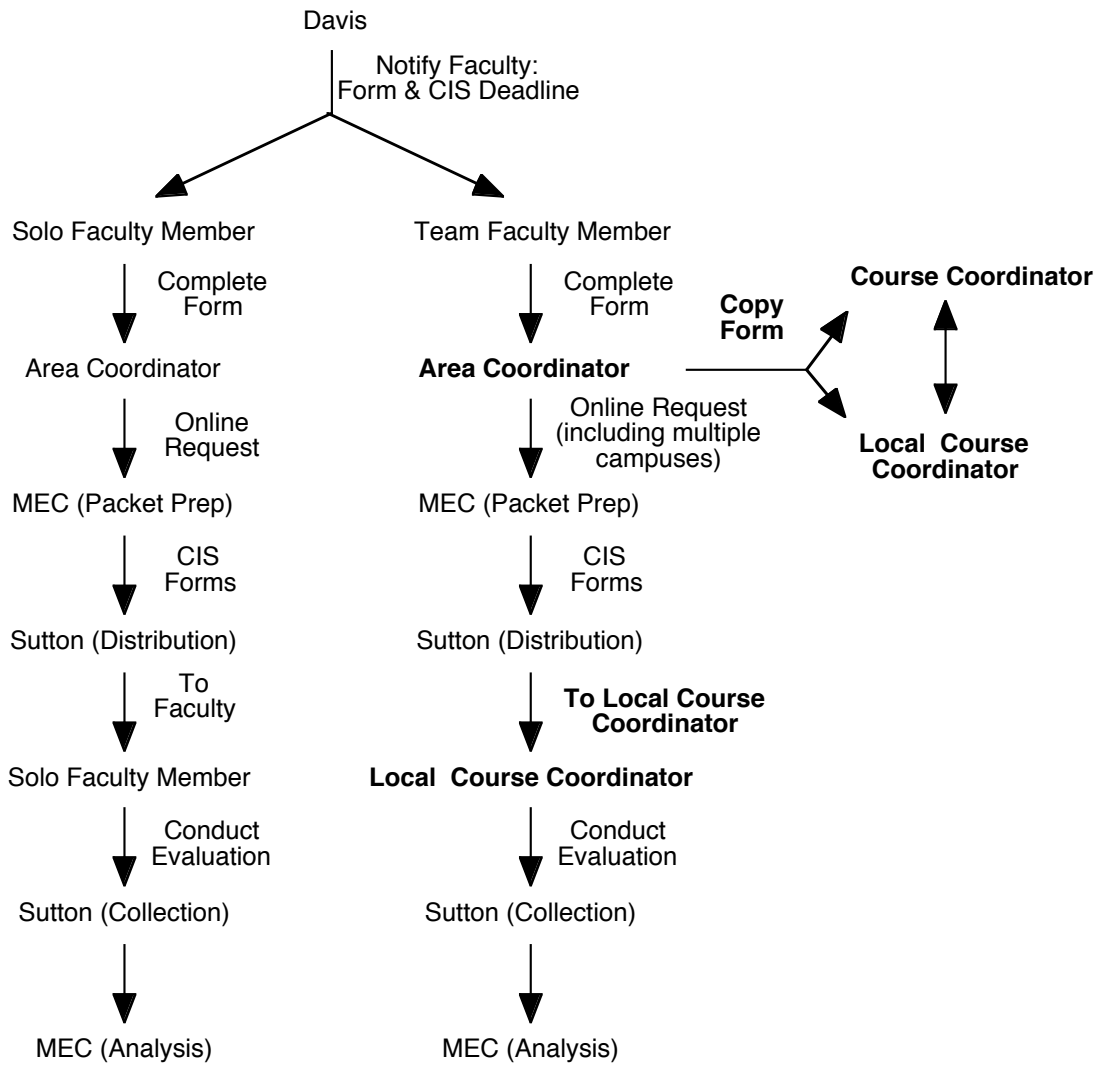 Davis
Notify Faculty:
Form & CIS Deadline
Solo Faculty Member
Team Faculty Member
Complete
Form
Complete
Form
Copy
Form
Course Coordinator
Area Coordinator
Area Coordinator
Online
Request
Online Request
(including multiple
campuses)
Local Course
Coordinator
MEC (Packet Prep)
MEC (Packet Prep)
CIS
Forms
CIS
Forms
Sutton (Distribution)
Sutton (Distribution)
To
Faculty
To Local Course
Coordinator
Solo Faculty Member
Local Course Coordinator
Conduct
Evaluation
Conduct
Evaluation
Sutton (Collection)
Sutton (Collection)
MEC (Analysis)
MEC (Analysis)